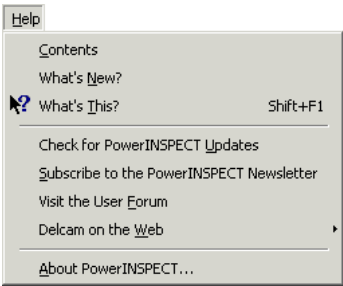 Help
Contents
What's New?
What's This? Shift+F1
Check for PowerINSPECT Updates
Subscribe to the PowerINSPECT Newsletter
Visit the User Forum
Delcam on the Web
About PowerINSPECT...